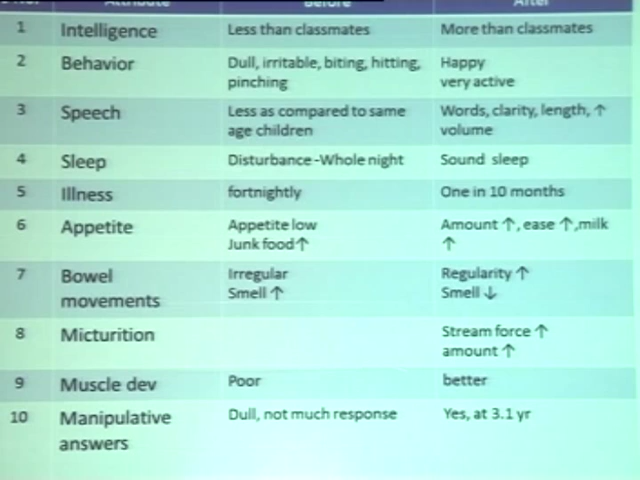 Attribute Before After
1 Intelligence Less than classmates More than classmates
2 Behavior Dull, irritable, biting, hitting, Happy
pinching very active
3 Speech Less as compared to same Words, clarity, length, ↑
age children volume
4 Sleep Disturbance -Whole night Sound sleep
5 Illness fortnightly One in 10 months
6 Appetite Appetite low Amount ↑, ease ↑,milk
Junk food↑ ↑
7 Bowel Irregular Regularity ↑
movements Smell ↑ Smell ↓
8 Micturition Stream force ↑
amount ↑
9 Muscle dev Poor better
10 Manipulative Dull, not much response Yes, at 3.1 yr
answers